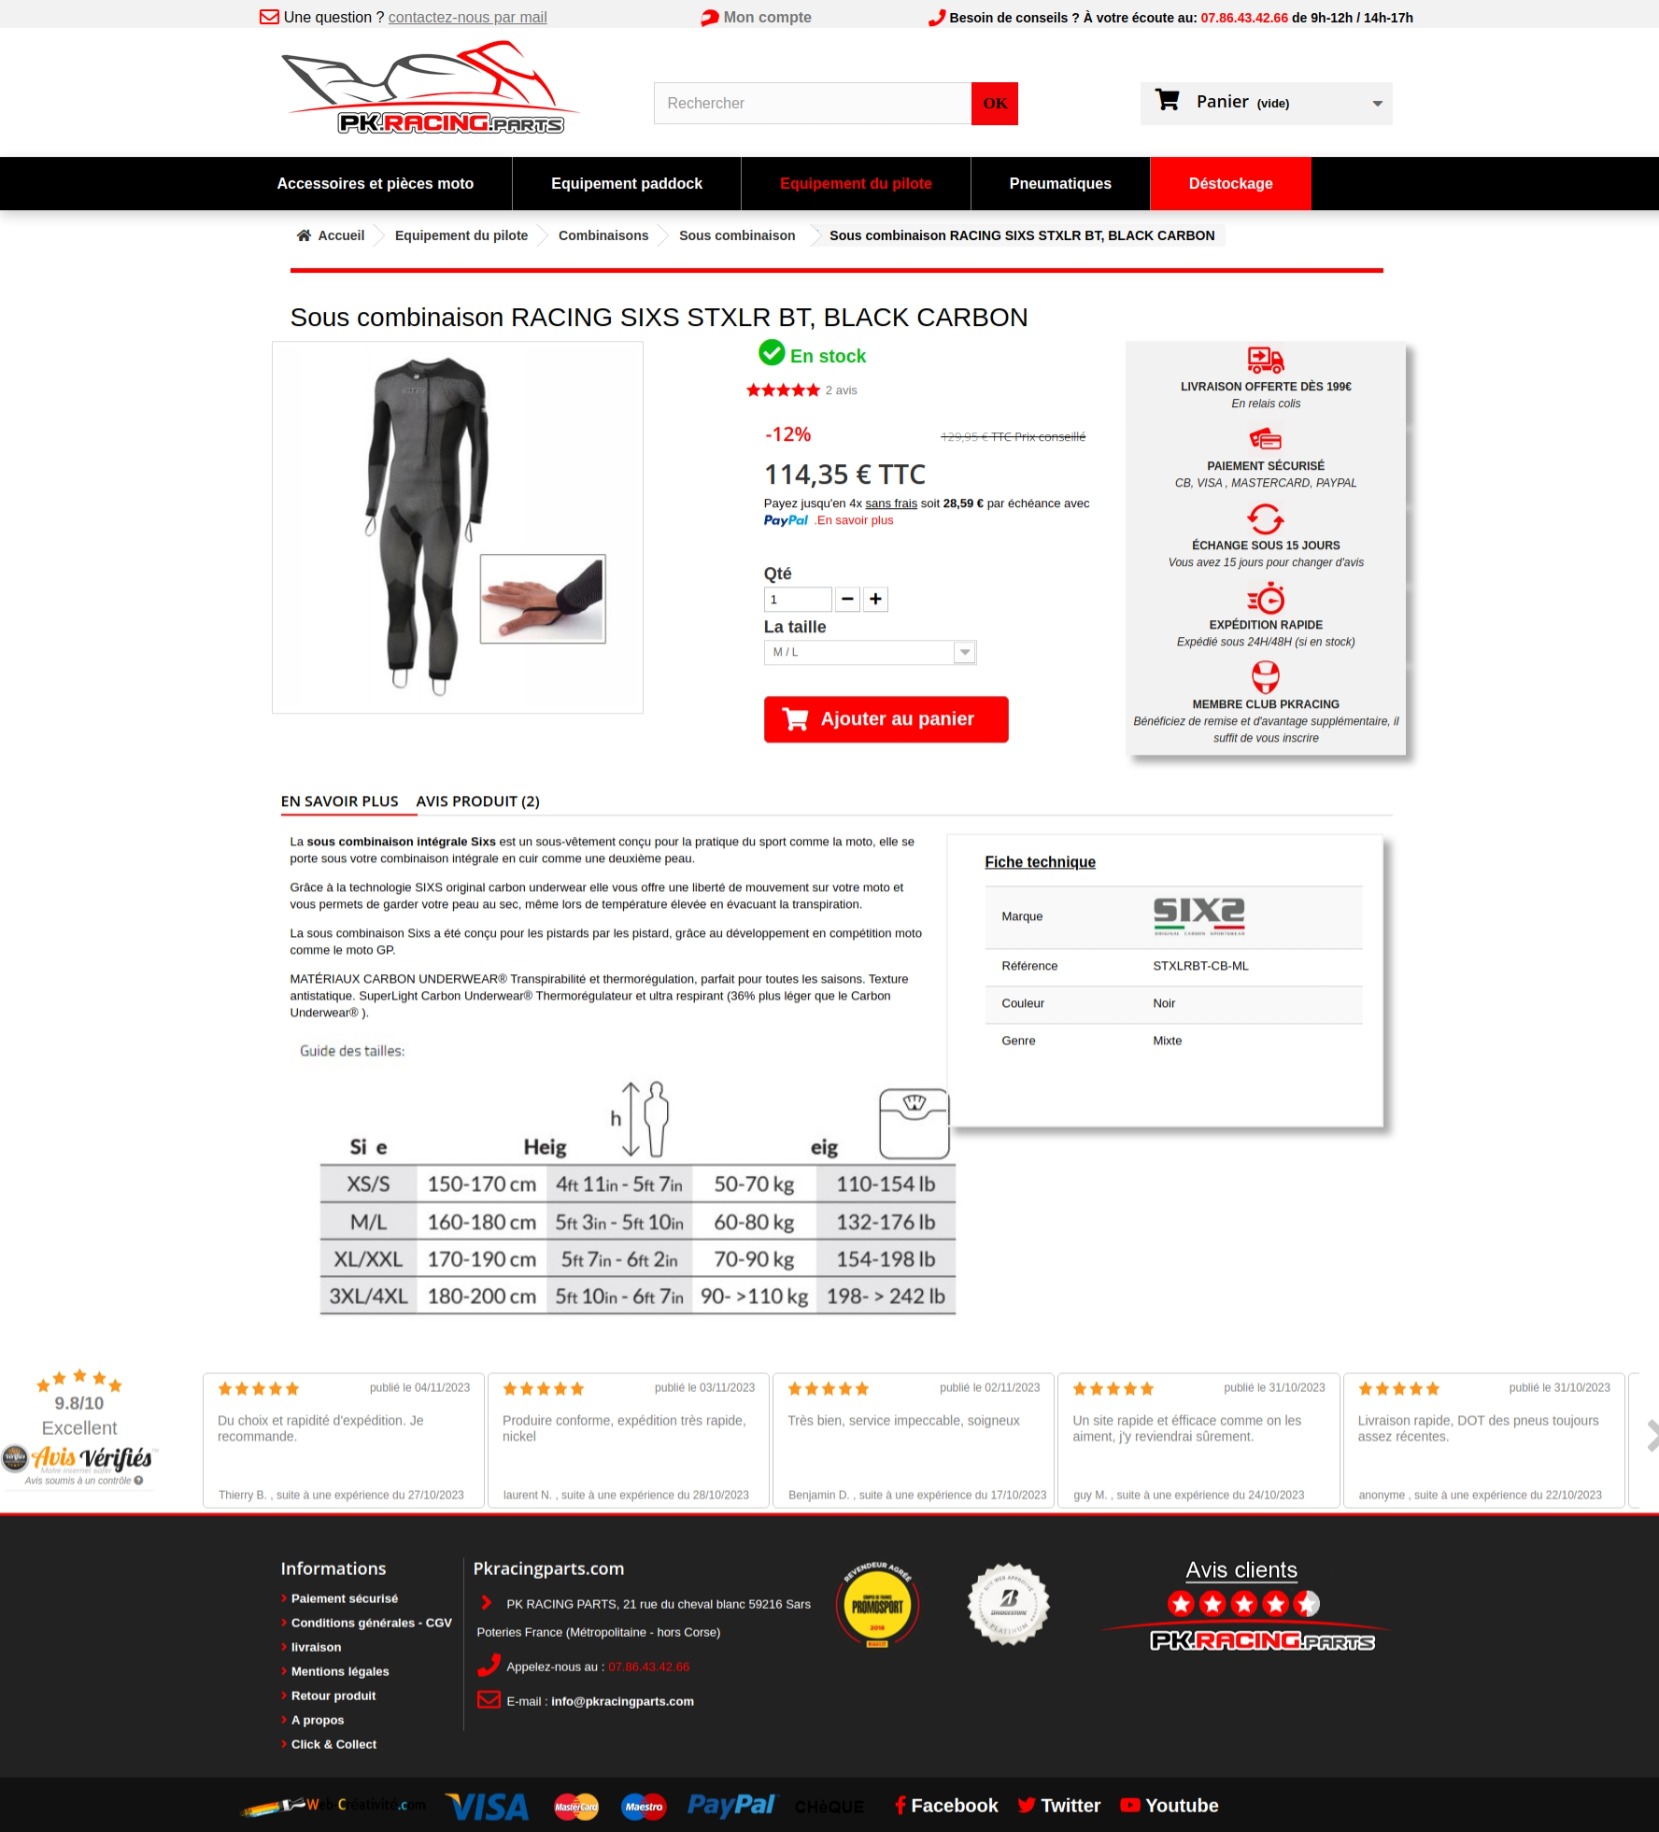 Une question ? contactez-nous par mail
Mon compte
Besoin de conseils ? À votre écoute au: 07.86.43.42.66 de 9h-12h / 14h-17h
PK.RACING.PARTS
Rechercher
OK
Panier (vide)
Accessoires et pièces moto
Equipement paddock
Equipement du pilote
Pneumatiques
Déstockage
Accueil
Equipement du pilote
Combinaisons
Sous combinaison
Sous combinaison RACING SIXS STXLR BT, BLACK CARBON
Sous combinaison RACING SIXS STXLR BT, BLACK CARBON
En stock
2 avis
-12%
129,95 € TTC Prix conseillé
114,35 € TTC
Payez jusqu'en 4x sans frais soit 28,59 € par échéance avec
PayPal .En savoir plus
Qté
1
La taille
M / L
Ajouter au panier
LIVRAISON OFFERTE DÈS 199€
En relais colis
PAIEMENT SÉCURISÉ
CB, VISA , MASTERCARD, PAYPAL
ÉCHANGE SOUS 15 JOURS
Vous avez 15 jours pour changer d'avis
EXPÉDITION RAPIDE
Expédié sous 24H/48H (si en stock)
MEMBRE CLUB PKRACING
Bénéficiez de remise et d'avantage supplémentaire, il
suffit de vous inscrire
EN SAVOIR PLUS
AVIS PRODUIT (2)
La sous combinaison intégrale Sixs est un sous-vêtement conçu pour la pratique du sport comme la moto, elle se
porte sous votre combinaison intégrale en cuir comme une deuxième peau.
Grâce à la technologie SIXS original carbon underwear elle vous offre une liberté de mouvement sur votre moto et
vous permets de garder votre peau au sec, même lors de température élevée en évacuant la transpiration.
La sous combinaison Sixs a été conçu pour les pistards par les pistard, grâce au développement en compétition moto
comme le moto GP.
MATÉRIAUX CARBON UNDERWEAR® Transpirabilité et thermorégulation, parfait pour toutes les saisons. Texture
antistatique. SuperLight Carbon Underwear® Thermorégulateur et ultra respirant (36% plus léger que le Carbon
Underwear® ).
Fiche technique
Marque SIXS
ORIGINAL CARBON SPORTSWEAR
Référence STXLRBT-CB-ML
Couleur Noir
Genre Mixte
Guide des tailles:
h
Si e Heig eig
XS/S 150-170 cm 4ft 11in - 5ft 7in 50-70 kg 110-154 lb
M/L 160-180 cm 5ft 3in - 5ft 10in 60-80 kg 132-176 lb
XL/XXL 170-190 cm 5ft 7in - 6ft 2in 70-90 kg 154-198 lb
3XL/4XL 180-200 cm 5ft 10in - 6ft 7in 90- >110 kg 198- > 242 lb
9.8/10
Excellent
Avis Vérifiés
Avis soumis à un contrôle
publié le 04/11/2023
Du choix et rapidité d'expédition. Je
recommande.
Thierry B. , suite à une expérience du 27/10/2023
publié le 03/11/2023
Produire conforme, expédition très rapide,
nickel
laurent N. , suite à une expérience du 28/10/2023
publié le 02/11/2023
Très bien, service impeccable, soigneux
Benjamin D. , suite à une expérience du 17/10/2023
publié le 31/10/2023
Un site rapide et éfficace comme on les
aiment, j'y reviendrai sûrement.
guy M. , suite à une expérience du 24/10/2023
publié le 31/10/2023
Livraison rapide, DOT des pneus toujours
assez récentes.
anonyme , suite à une expérience du 22/10/2023
Informations
Paiement sécurisé
Conditions générales - CGV
livraison
Mentions légales
Retour produit
A propos
Click & Collect
Pkracingparts.com
PK RACING PARTS, 21 rue du cheval blanc 59216 Sars
Poteries France (Métropolitaine - hors Corse)
Appelez-nous au : 07.86.43.42.66
E-mail : info@pkracingparts.com
REVENDEUR AGRÉÉ
PROMOSPORT
2018
BRIDGESTONE
PLATINUM
Avis clients
PK.RACING.PARTS
Web-Créativité.com
VISA
MasterCard
Maestro
PayPal
CHèQUE
Facebook
Twitter
Youtube